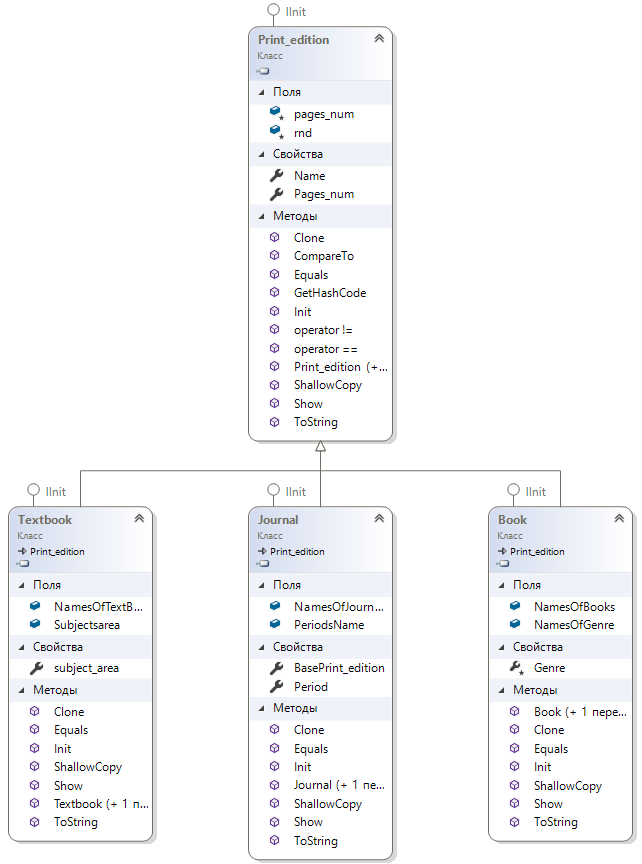 IInit
Print_edition
Класс
Поля
pages_num
rnd
Свойства
Name
Pages_num
Методы
Clone
CompareTo
Equals
GetHashCode
Init
operator !=
operator ==
Print_edition (+...
ShallowCopy
Show
ToString
IInit
Textbook
Класс
Print_edition
Поля
NamesOfTextB...
Subjectsarea
Свойства
subject_area
Методы
Clone
Equals
Init
ShallowCopy
Show
Textbook (+ 1 п...
ToString
IInit
Journal
Класс
Print_edition
Поля
NamesOfJourn...
PeriodsName
Свойства
BasePrint_edition
Period
Методы
Clone
Equals
Init
Journal (+ 1 пе...
ShallowCopy
Show
ToString
IInit
Book
Класс
Print_edition
Поля
NamesOfBooks
NamesOfGenre
Свойства
Genre
Методы
Book (+ 1 пере...
Clone
Equals
Init
ShallowCopy
Show
ToString